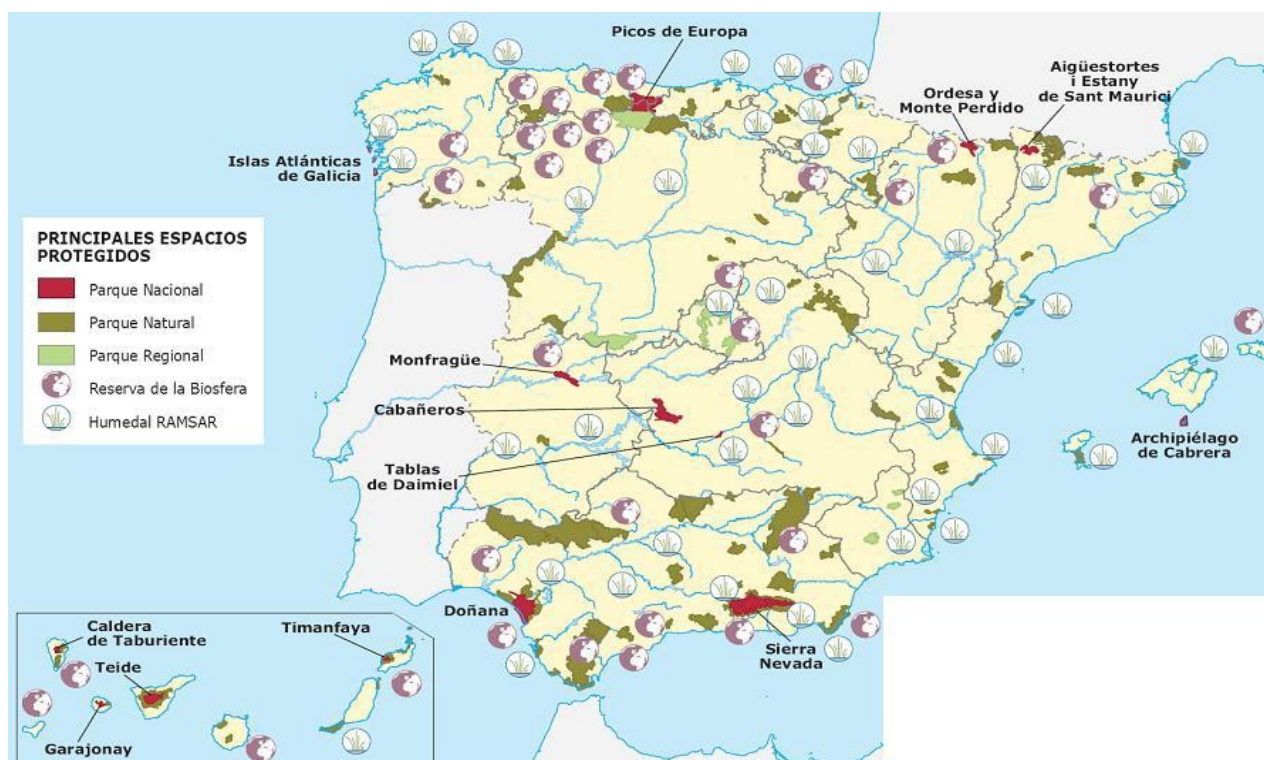 Picos de Europa
Aigüestortes
i Estany
de Sant Maurici
Ordesa y
Monte Perdido
Islas Atlánticas
de Galicia
PRINCIPALES ESPACIOS
PROTEGIDOS
Parque Nacional
Parque Natural
Parque Regional
Reserva de la Biosfera
Humedal RAMSAR
Monfragüe
Cabañeros
Tablas
de Daimiel
Archipiélago
de Cabrera
Doñana
Sierra
Nevada
Caldera
de Taburiente
Timanfaya
Teide
Garajonay